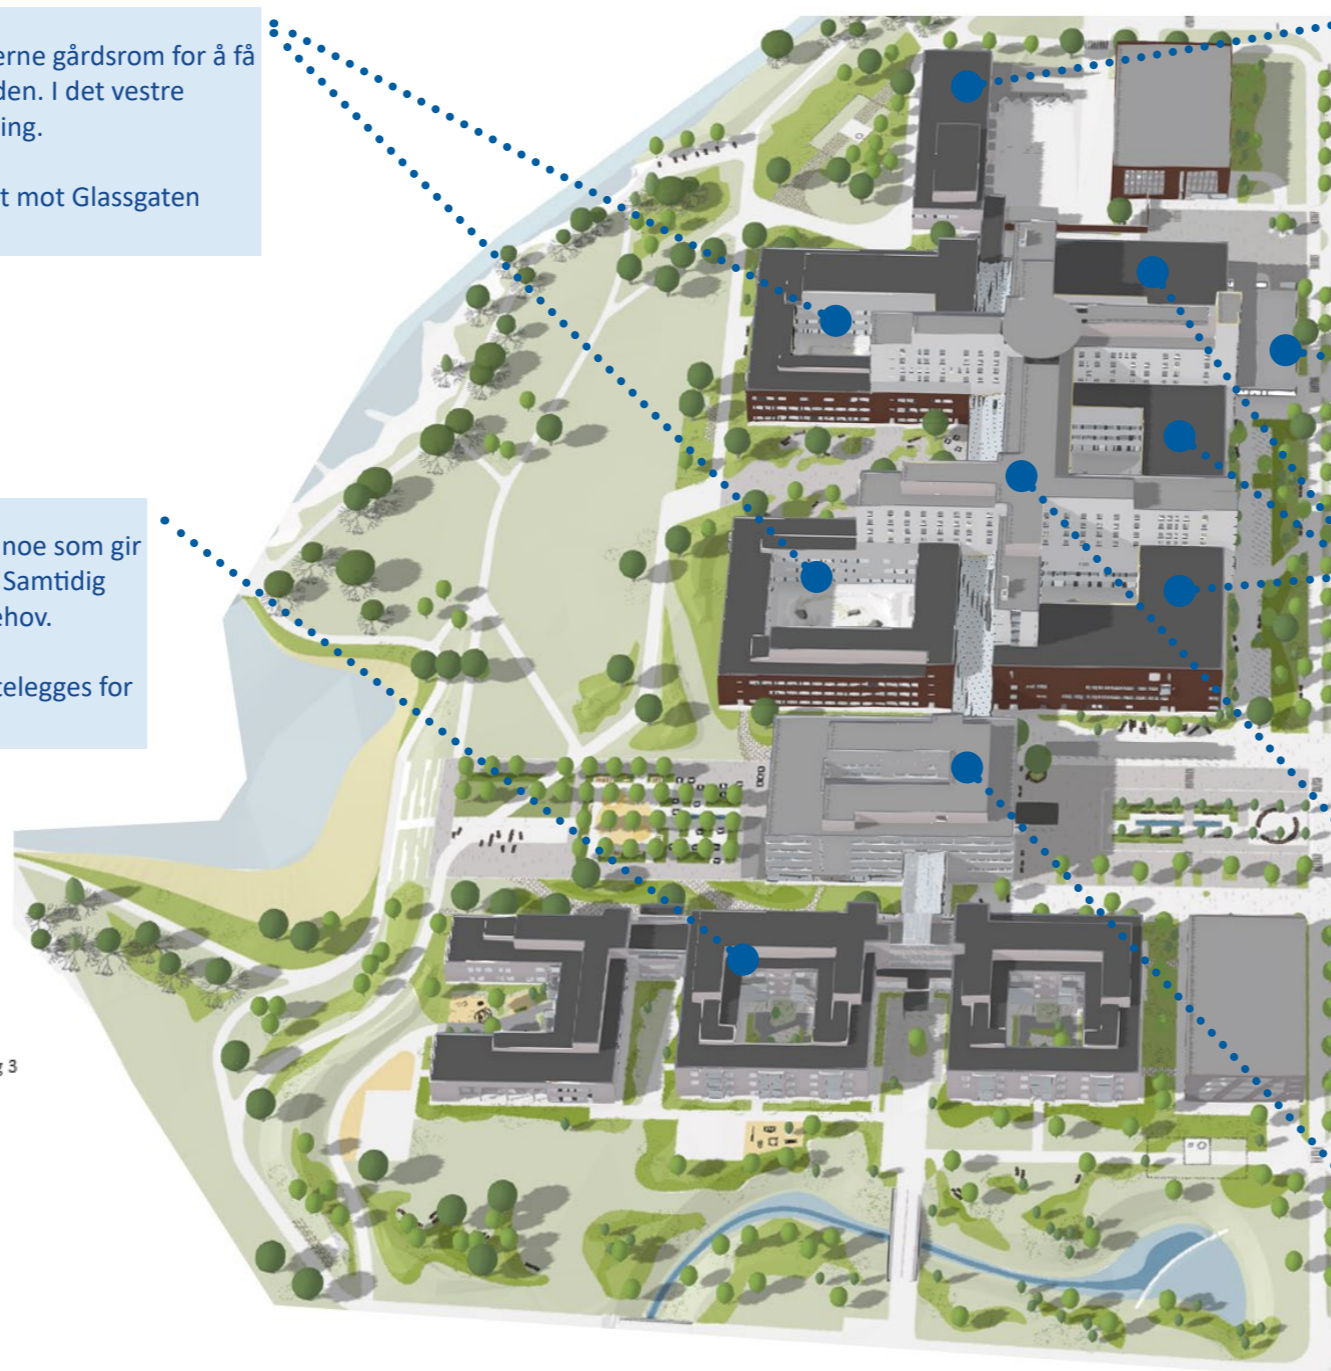 erne gårdsrom for å få
den. I det vestre
ing.
t mot Glassgaten
noe som gir
Samtidig
ehov.
telegges for
g 3